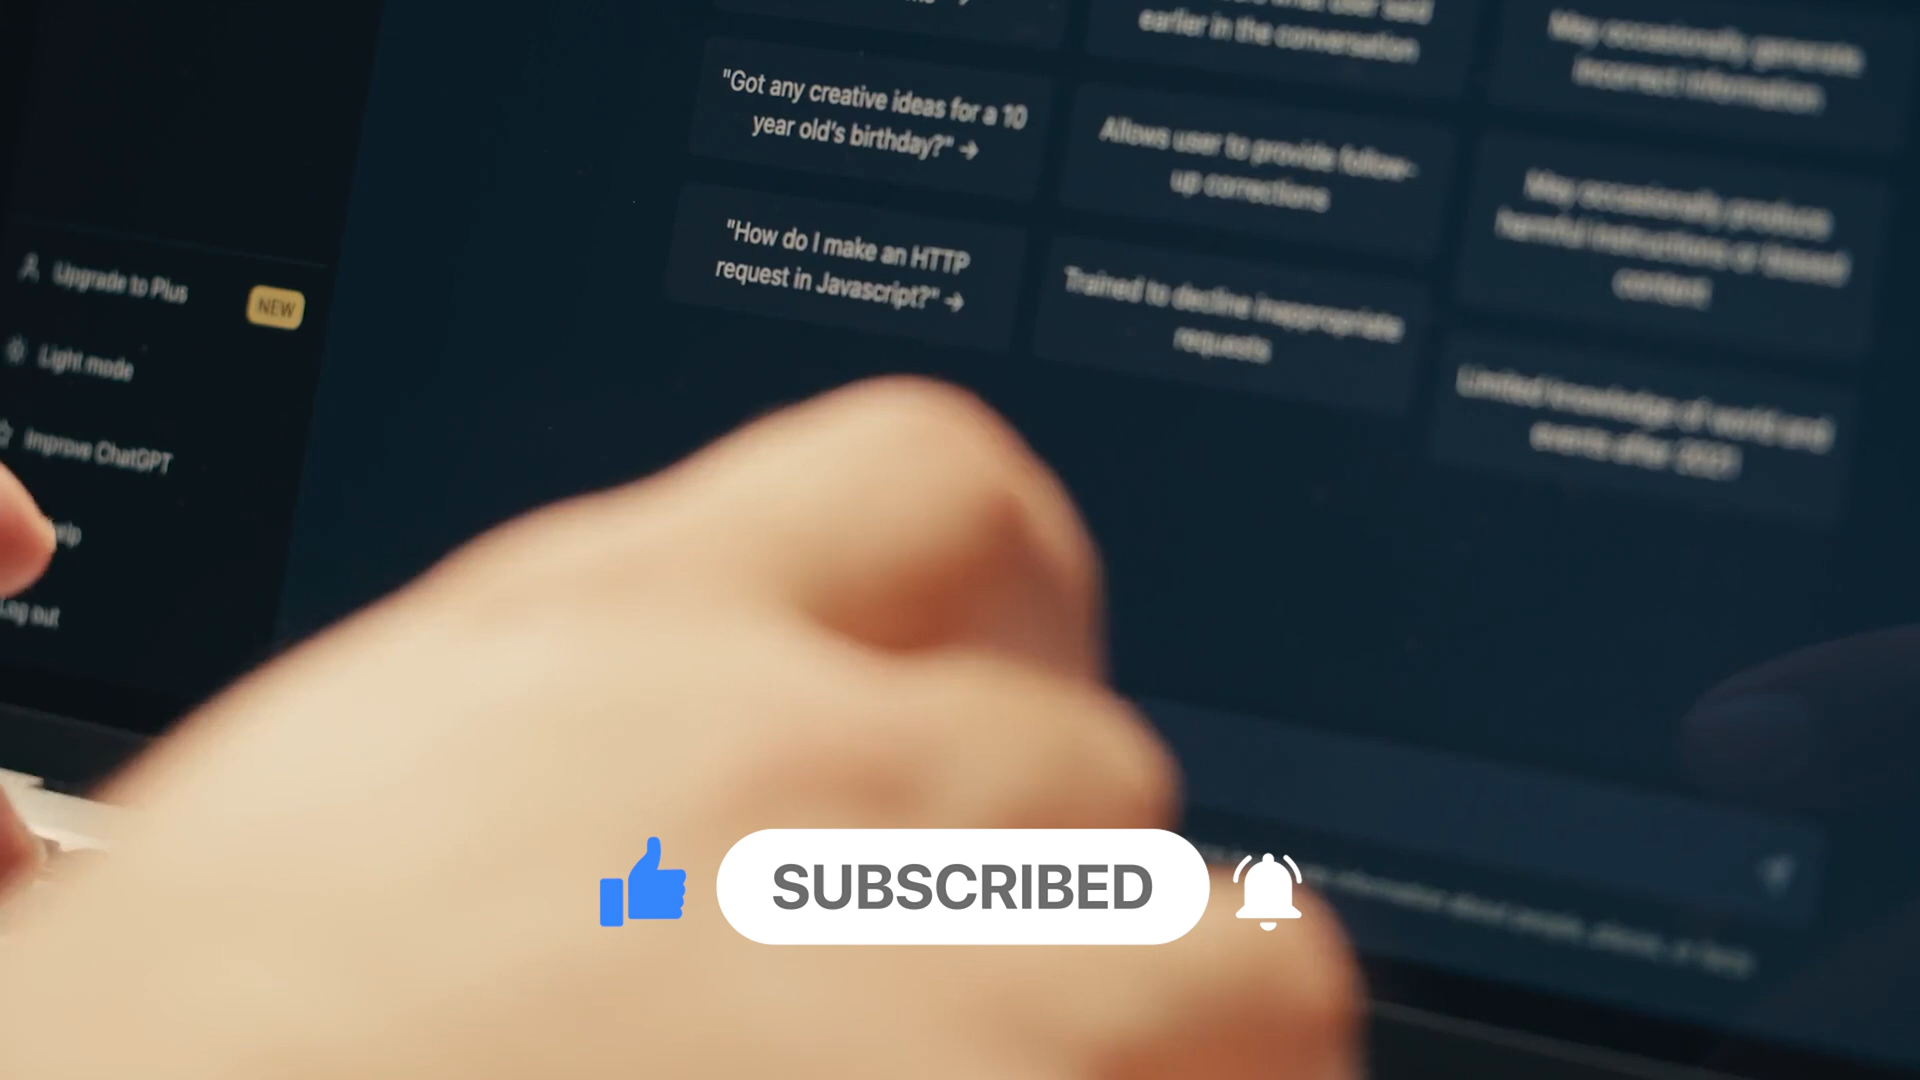 earlier in the conversation
May occasionally generate
incorrect information
"Got any creative ideas for a 10
year old's birthday?" →
Allows user to provide follow-
up corrections
May occasionally produce
harmful instructions or biased
content
"How do I make an HTTP
request in Javascript?" →
Trained to decline inappropriate
requests
Limited knowledge of world and
events after 2021
Upgrade to Plus
NEW
Light mode
Improve ChatGPT
Log out
SUBSCRIBED